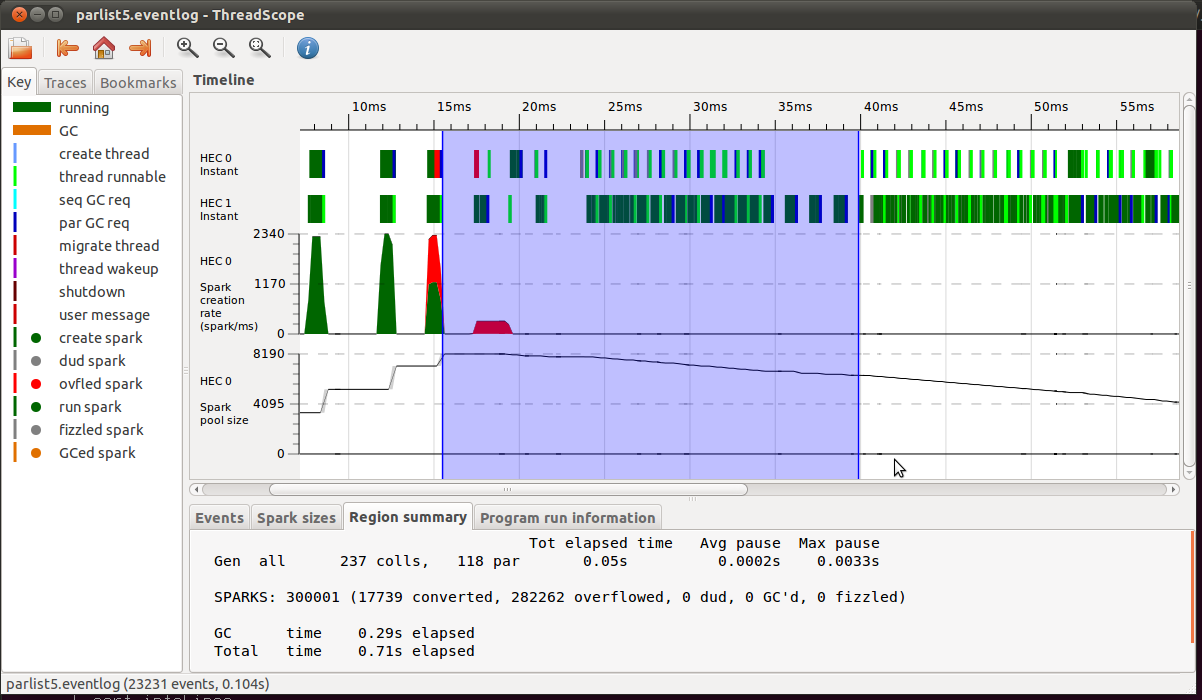 parlist5.eventlog - ThreadScope
Key Traces Bookmarks
running
GC
create thread
thread runnable
seq GC req
par GC req
migrate thread
thread wakeup
shutdown
user message
create spark
dud spark
ovfled spark
run spark
fizzled spark
GCed spark
Timeline
10ms 15ms 20ms 25ms 30ms 35ms 40ms 45ms 50ms 55ms
HEC 0
Instant
HEC 1
Instant
2340
HEC 0
1170
Spark
creation
rate
(spark/ms)
0
8190
HEC 0
4095
Spark
pool size
0
Events Spark sizes Region summary Program run information
Tot elapsed time Avg pause Max pause
Gen all 237 colls, 118 par 0.05s 0.0002s 0.0033s
SPARKS: 300001 (17739 converted, 282262 overflowed, 0 dud, 0 GC'd, 0 fizzled)
GC time 0.29s elapsed
Total time 0.71s elapsed
parlist5.eventlog (23231 events, 0.104s)